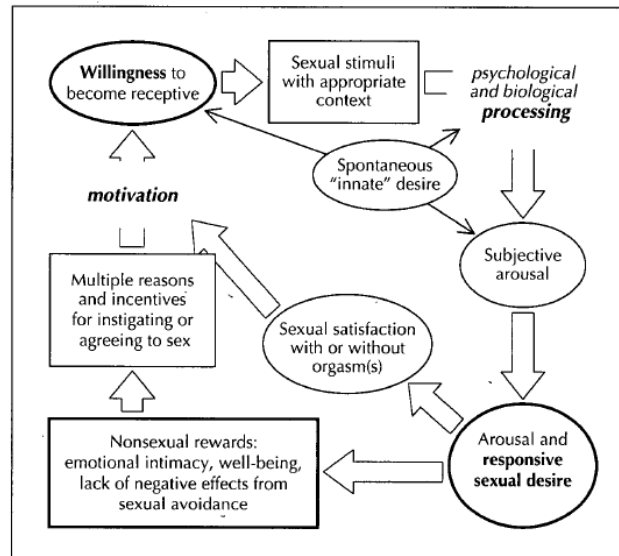 Willingness to
become receptive
Sexual stimuli
with appropriate
context
psychological
and biological
processing
Spontaneous
"innate" desire
motivation
Subjective
arousal
Multiple reasons
and incentives
for instigating or
agreeing to sex
Sexual satisfaction
with or without
orgasm(s)
Nonsexual rewards:
emotional intimacy, well-being,
lack of negative effects from
sexual avoidance
Arousal and
responsive
sexual desire